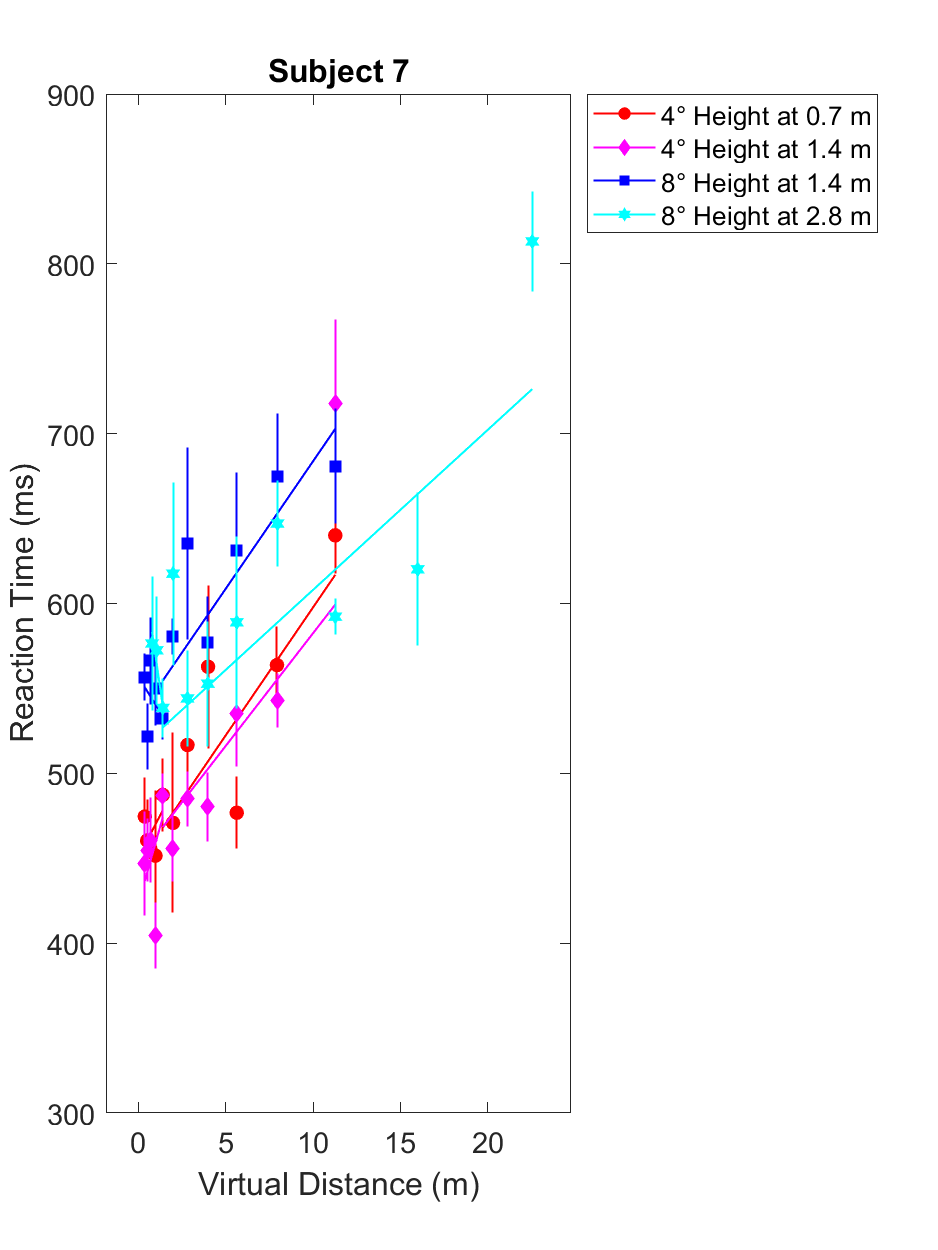 Subject 7
900
800
700
600
500
400
300
Reaction Time (ms)
0 5 10 15 20
Virtual Distance (m)
4° Height at 0.7 m
4° Height at 1.4 m
8° Height at 1.4 m
8° Height at 2.8 m